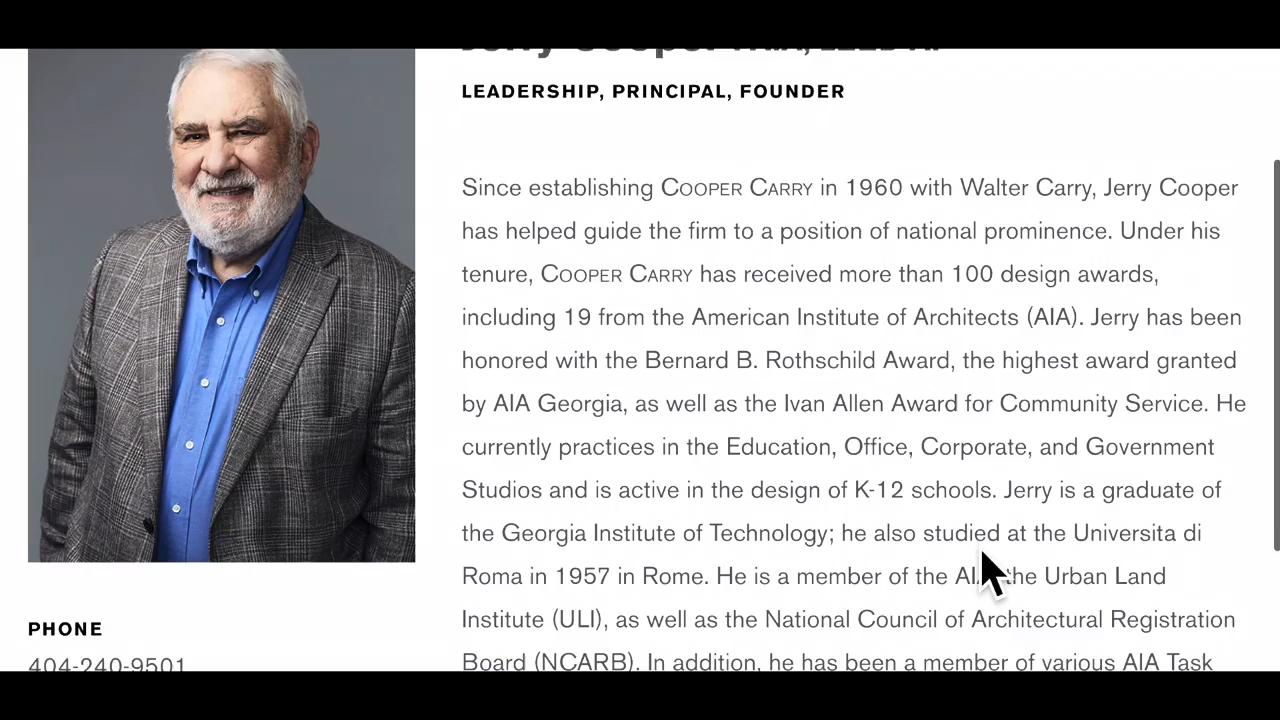 LEADERSHIP, PRINCIPAL, FOUNDER
Since establishing COOPER CARRY in 1960 with Walter Carry, Jerry Cooper
has helped guide the firm to a position of national prominence. Under his
tenure, COOPER CARRY has received more than 100 design awards,
including 19 from the American Institute of Architects (AIA). Jerry has been
honored with the Bernard B. Rothschild Award, the highest award granted
by AIA Georgia, as well as the Ivan Allen Award for Community Service. He
currently practices in the Education, Office, Corporate, and Government
Studios and is active in the design of K-12 schools. Jerry is a graduate of
the Georgia Institute of Technology; he also studied at the Universita di
Roma in 1957 in Rome. He is a member of the AIA, the Urban Land
Institute (ULI), as well as the National Council of Architectural Registration
Board (NCARB). In addition, he has been a member of various AIA Task
PHONE
404-240-9501